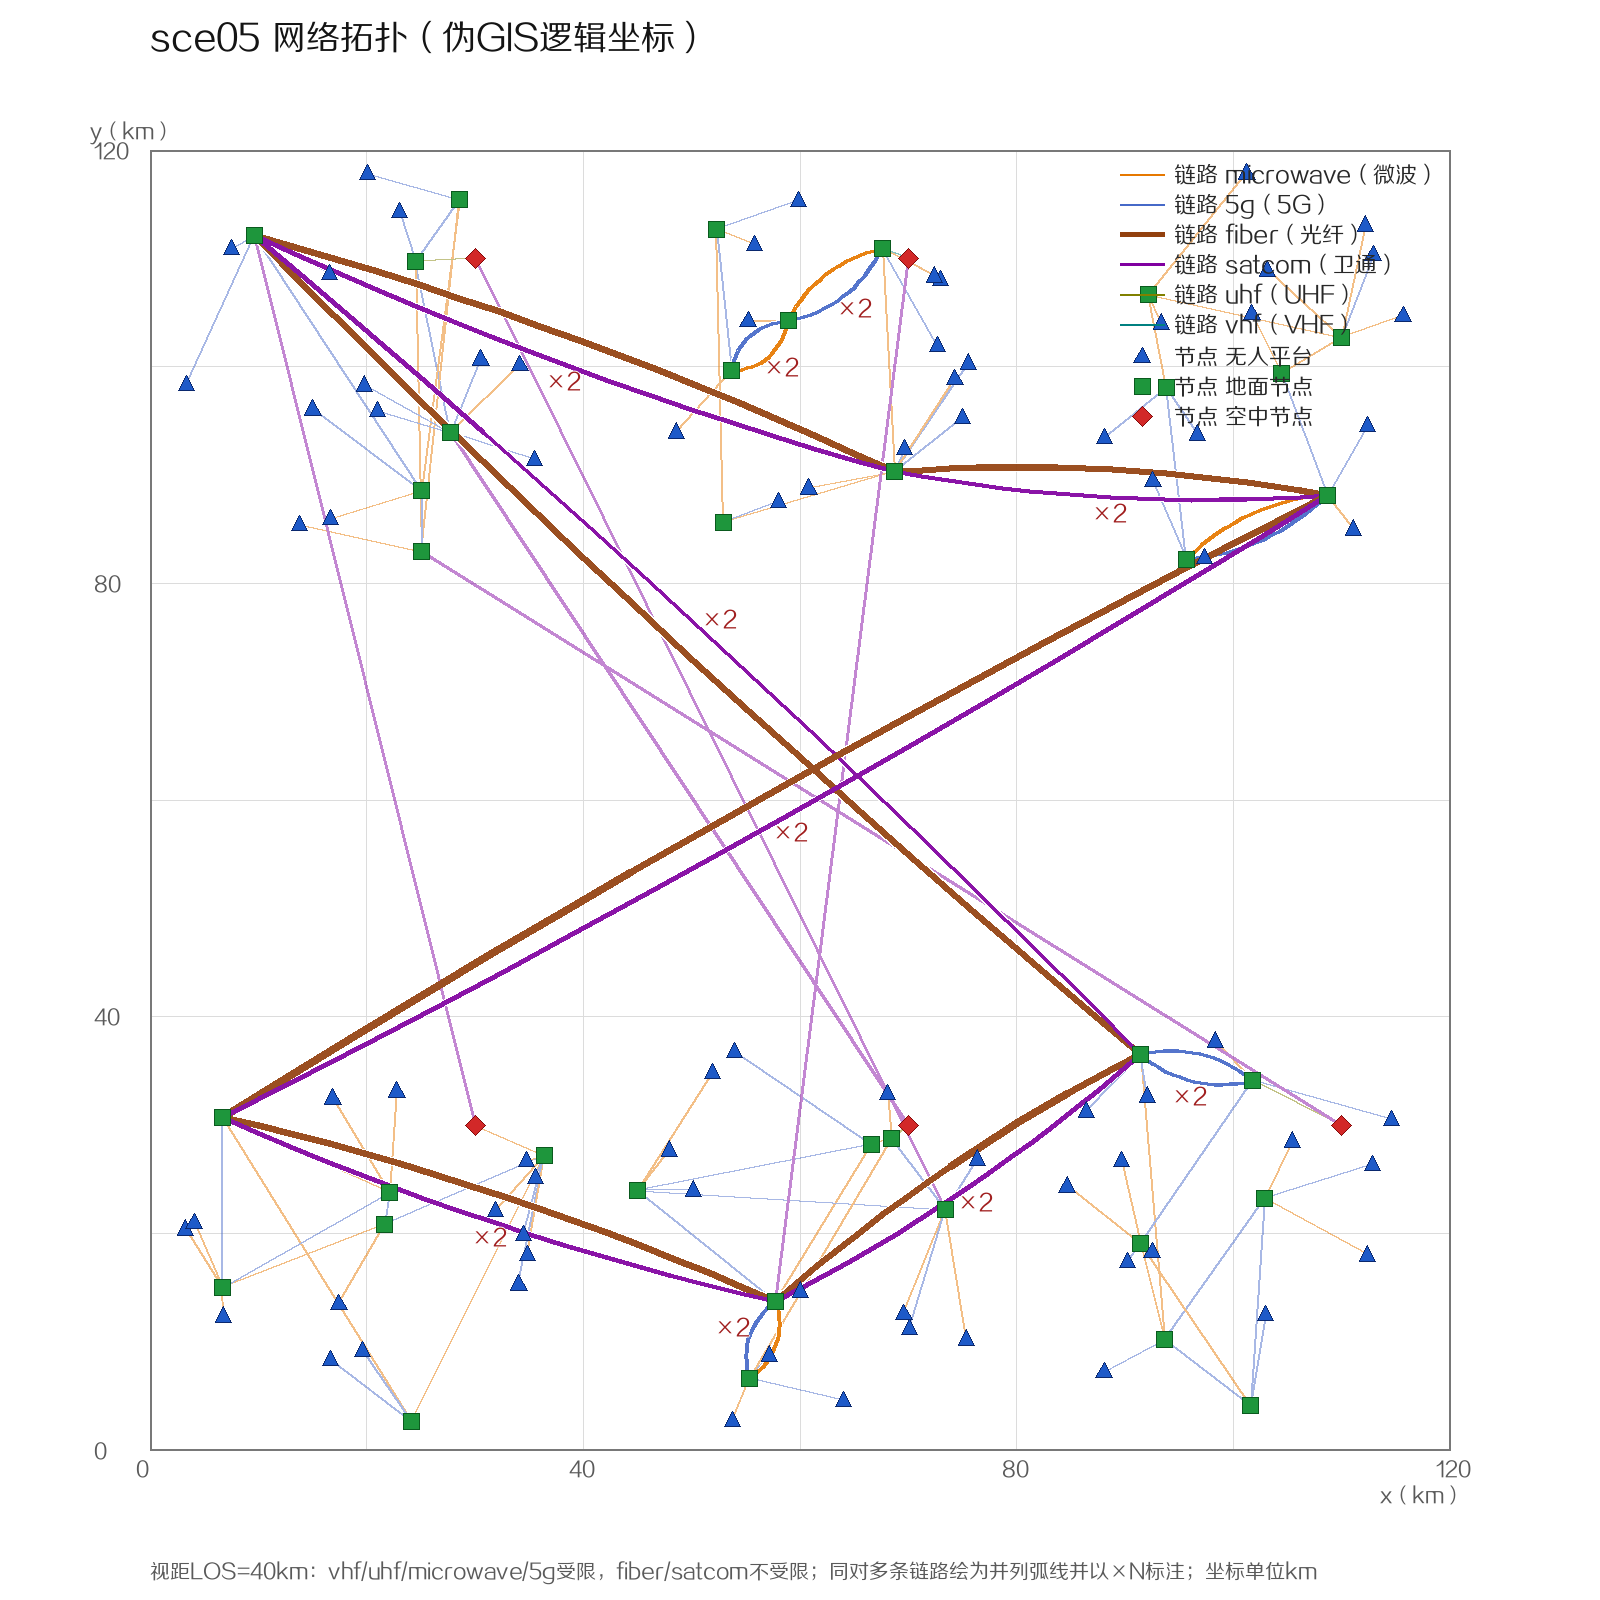 sce05 网络拓扑（伪GIS逻辑坐标）
y（km）
120
链路 microwave（微波）
链路 5g（5G）
链路 fiber（光纤）
链路 satcom（卫通）
链路 uhf（UHF）
链路 vhf（VHF）
节点 无人平台
节点 地面节点
节点 空中节点
×2
×2
×2
×2
80
×2
×2
40
×2
×2
×2
×2
0
0
40
80
120
x（km）
视距LOS=40km：vhf/uhf/microwave/5g受限，fiber/satcom不受限；同对多条链路绘为并列弧线并以×N标注；坐标单位km